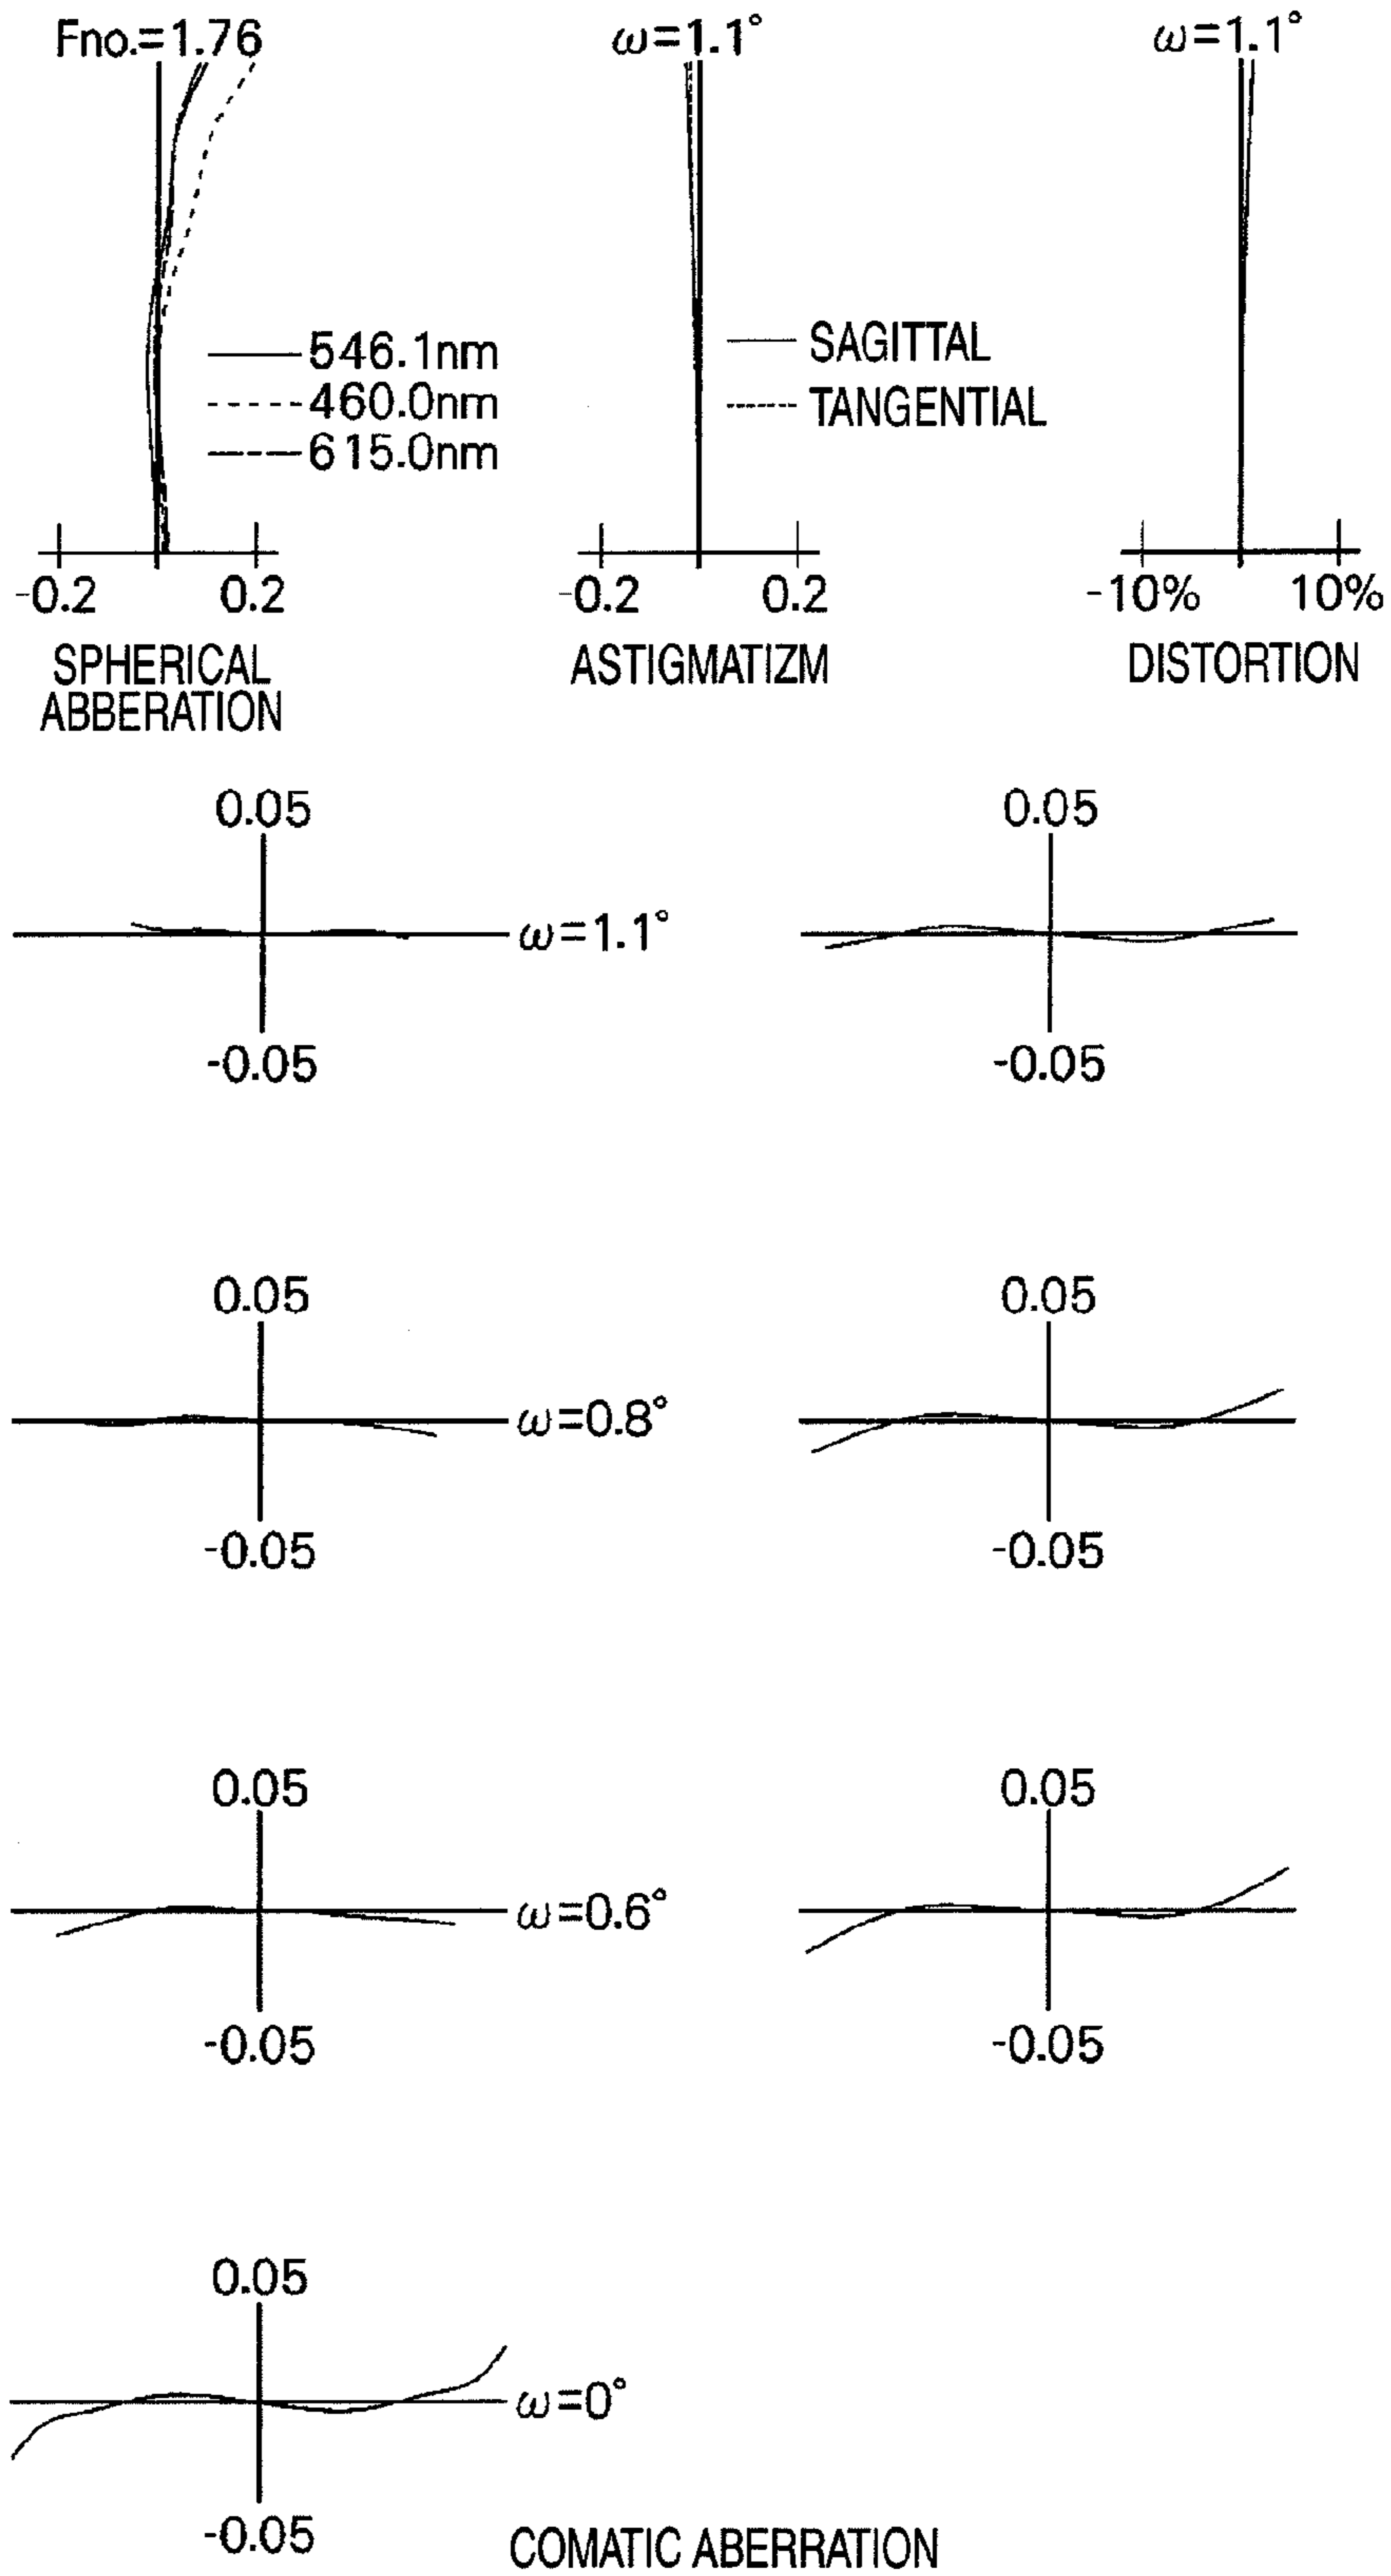 Fno.=1.76
ω=1.1°
ω=1.1°
546.1nm
460.0nm
615.0nm
SAGITTAL
TANGENTIAL
-0.2 0.2
-0.2 0.2
-10% 10%
SPHERICAL
ABBERATION
ASTIGMATIZM
DISTORTION
0.05 0.05
ω=1.1°
-0.05 -0.05
0.05 0.05
ω=0.8°
-0.05 -0.05
0.05 0.05
ω=0.6°
-0.05 -0.05
0.05
ω=0°
-0.05
COMATIC ABERRATION